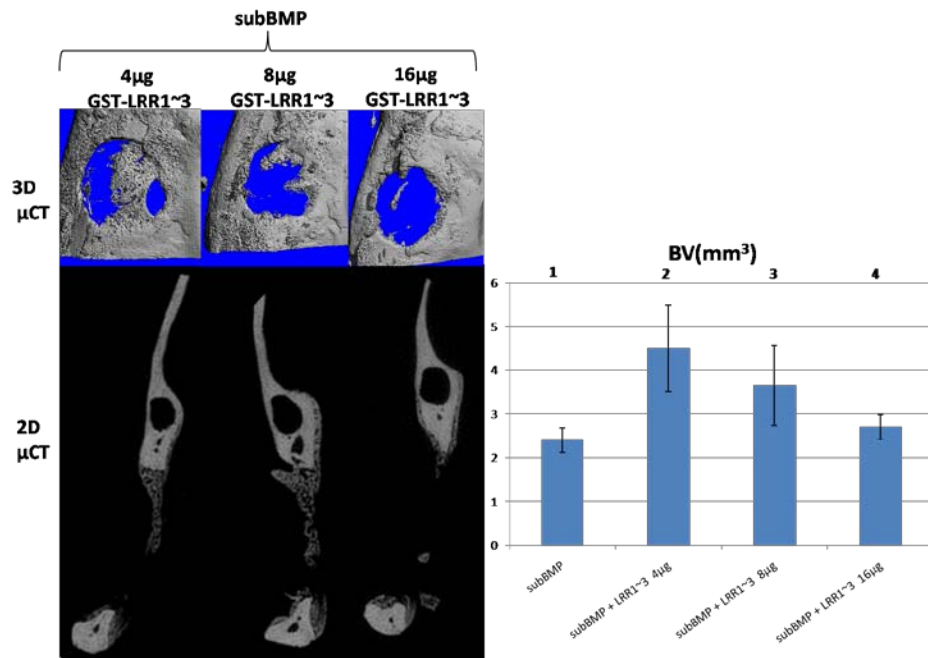 subBMP
4µg
GST-LRR1~3
8µg
GST-LRR1~3
16µg
GST-LRR1~3
3D
µCT
2D
µCT
BV(mm³)
1
2
3
4
6
5
4
3
2
1
0
subBMP
subBMP + LRR1~3 4µg
subBMP + LRR1~3 8µg
subBMP + LRR1~3 16µg